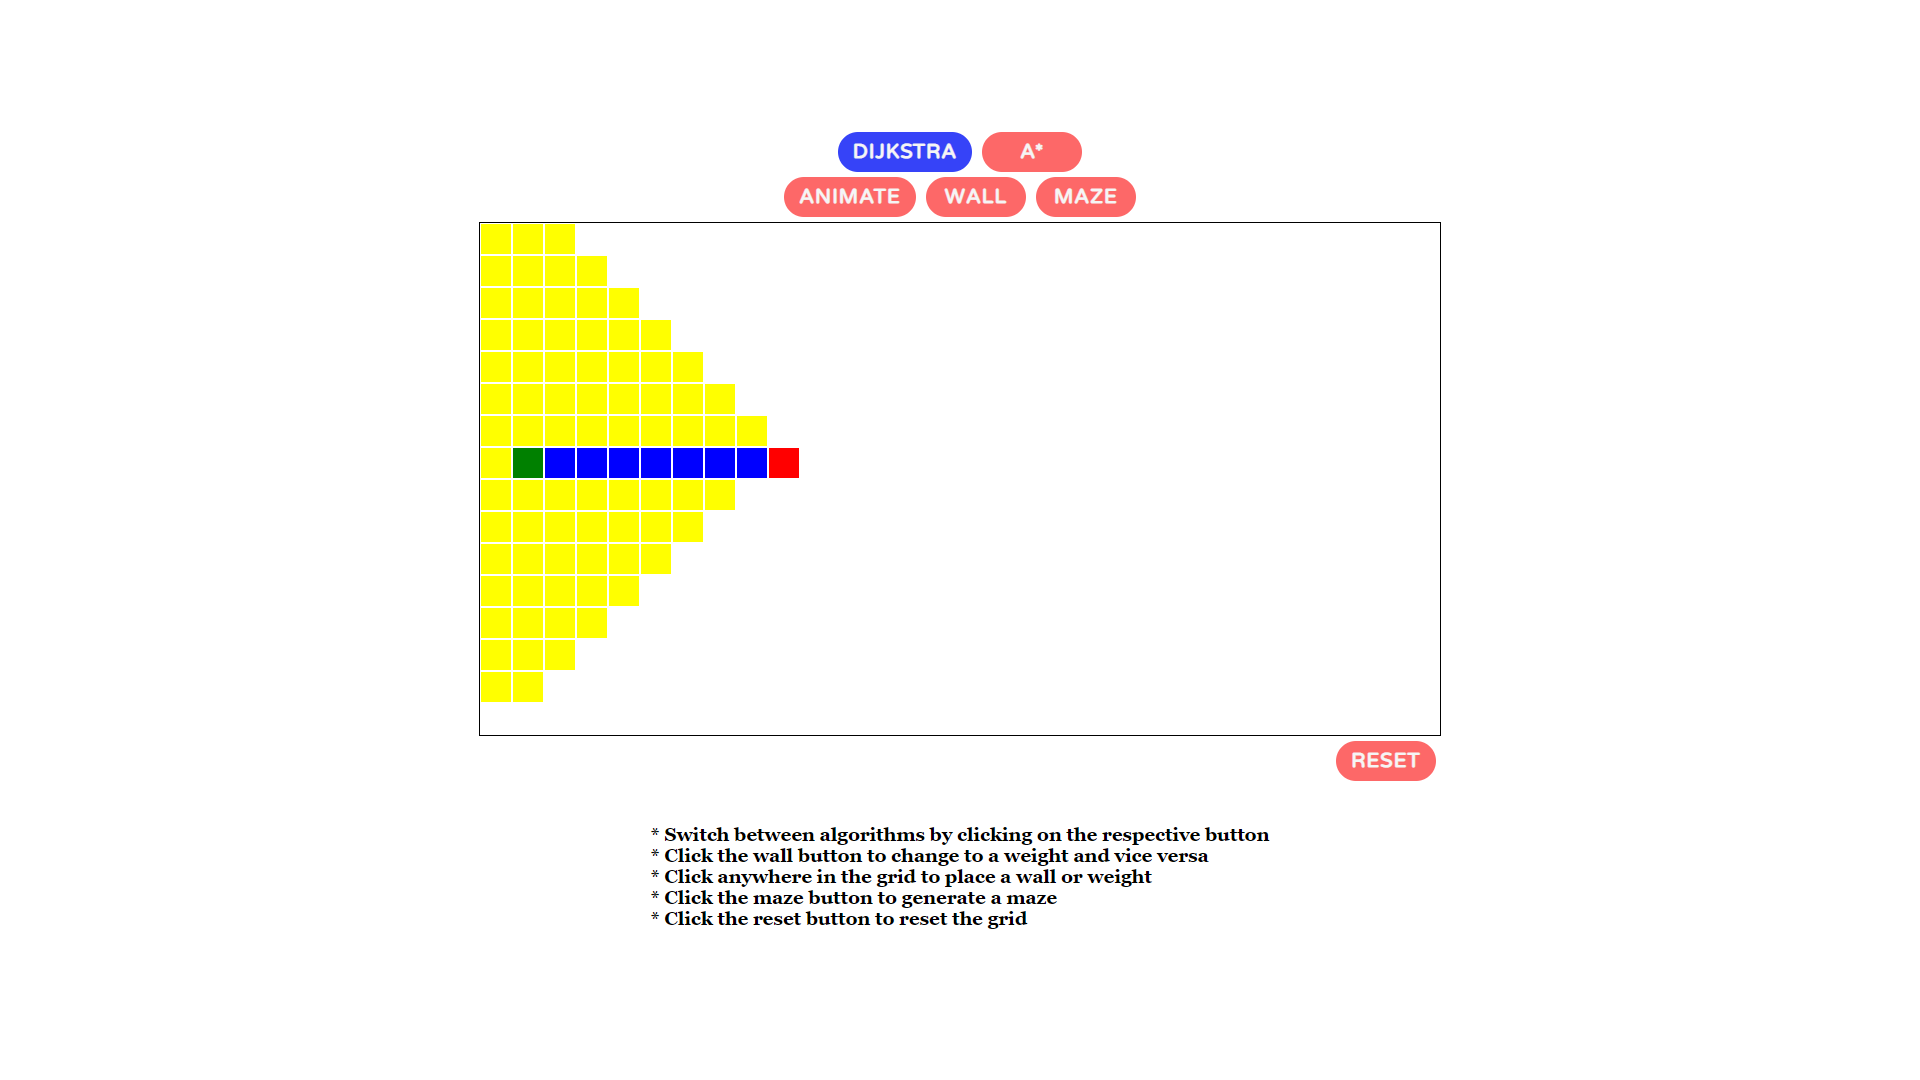 DIJKSTRA A*
ANIMATE WALL MAZE
RESET
* Switch between algorithms by clicking on the respective button
* Click the wall button to change to a weight and vice versa
* Click anywhere in the grid to place a wall or weight
* Click the maze button to generate a maze
* Click the reset button to reset the grid